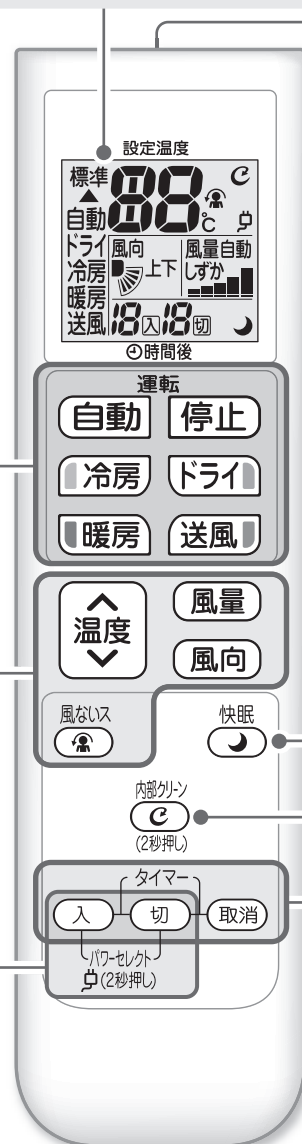 設定温度
標準 88 ℃
自動
ドライ 風向 風量自動
冷房 上下 しずか
暖房
送風 18 入 18 切
時間後
運転
自動 停止
冷房 ドライ
暖房 送風
温度 風量
風向
風ないス 快眠
内部クリーン
(2秒押し)
タイマー
入 切 取消
パワーセレクト
(2秒押し)